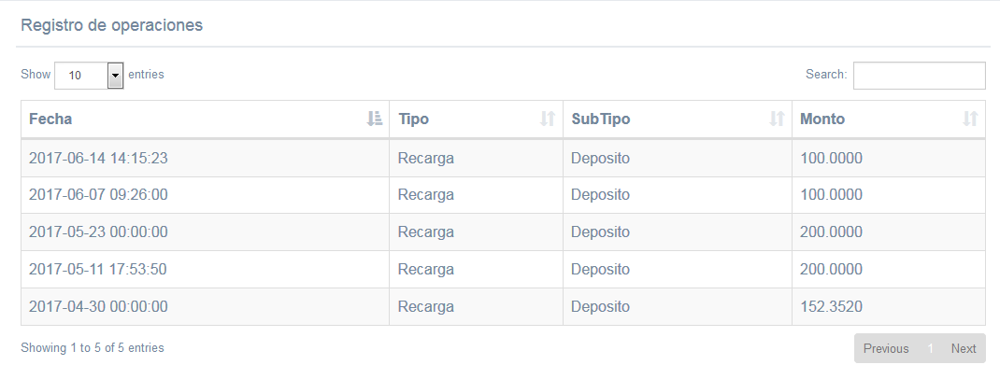 Registro de operaciones
Show 10 entries Search:
Fecha Tipo SubTipo Monto
2017-06-14 14:15:23 Recarga Deposito 100.0000
2017-06-07 09:26:00 Recarga Deposito 100.0000
2017-05-23 00:00:00 Recarga Deposito 200.0000
2017-05-11 17:53:50 Recarga Deposito 200.0000
2017-04-30 00:00:00 Recarga Deposito 152.3520
Showing 1 to 5 of 5 entries Previous 1 Next